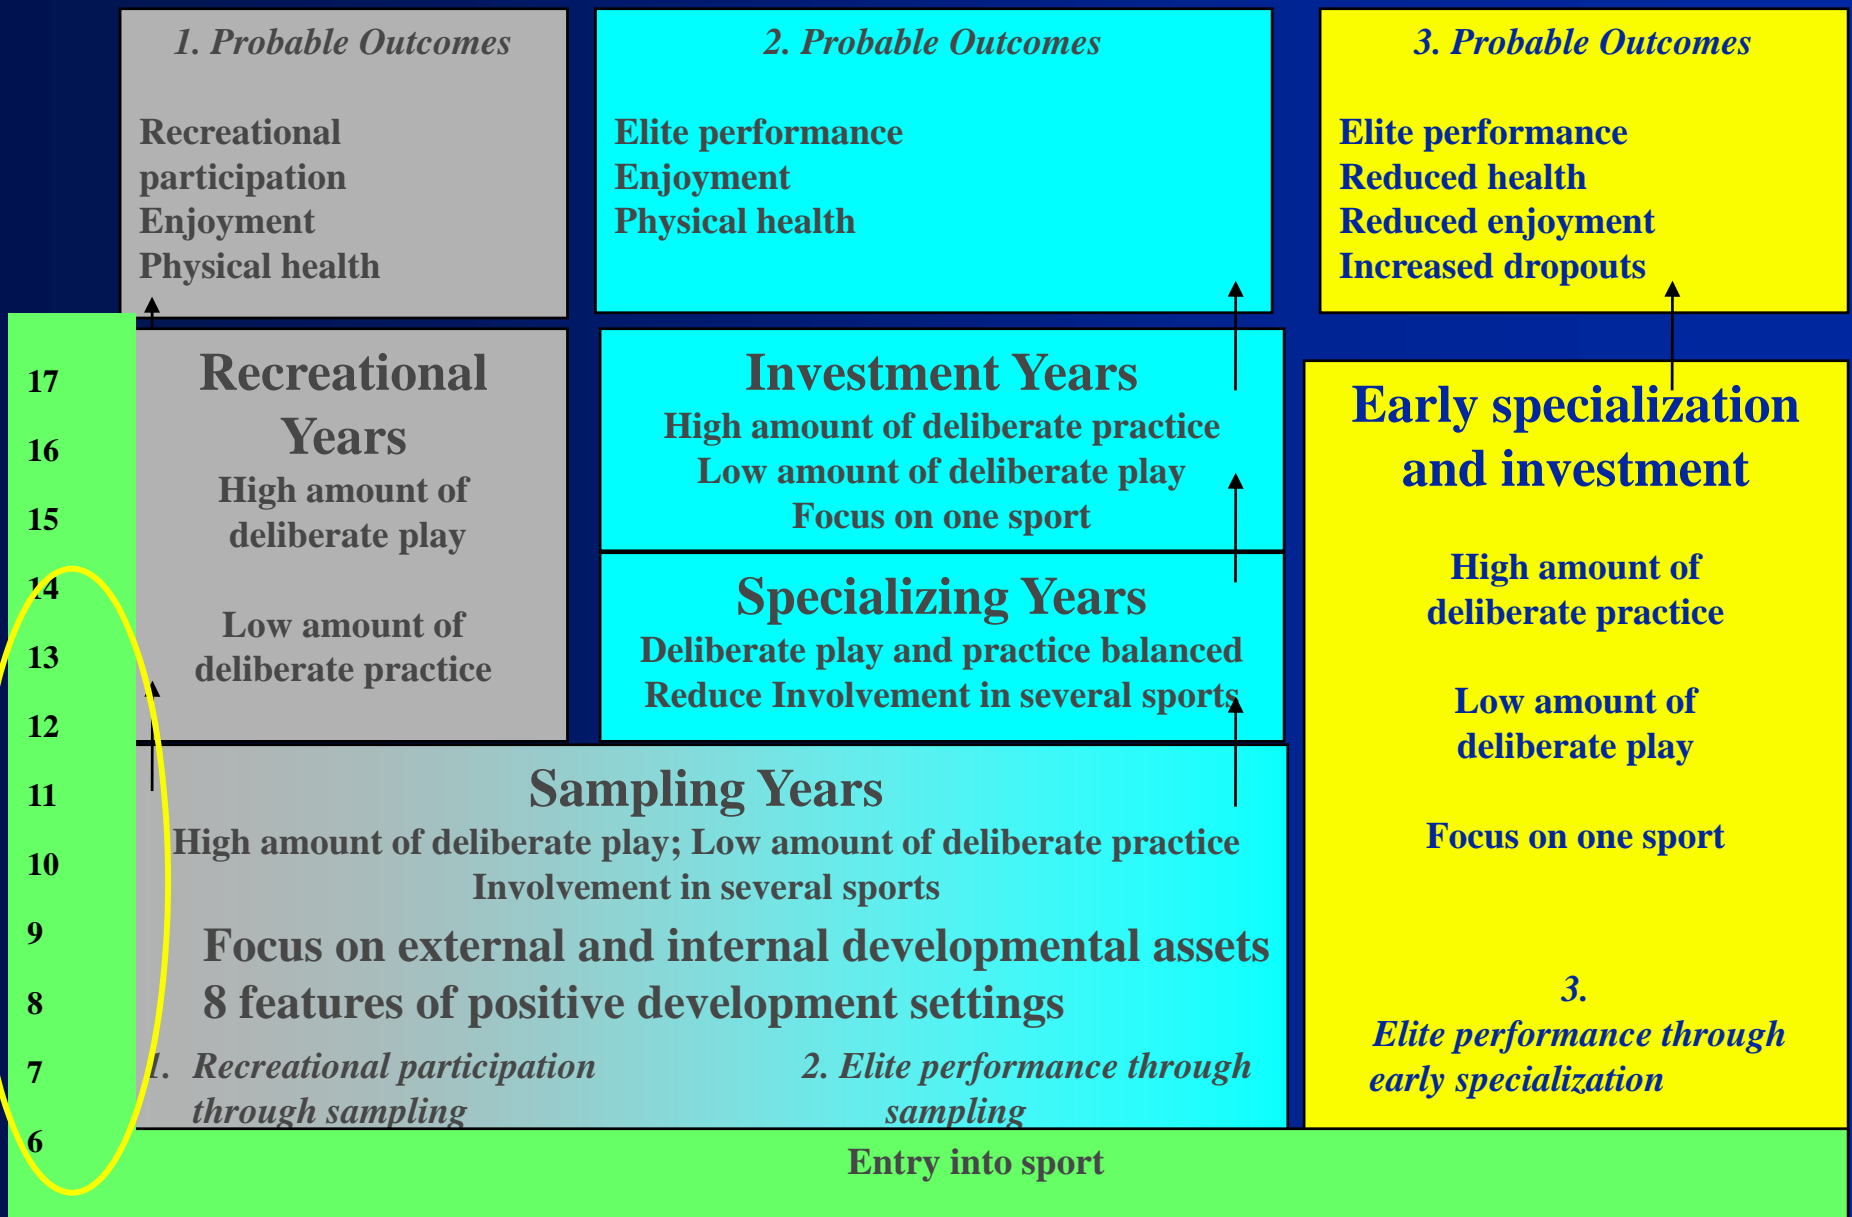 1. Probable Outcomes
Recreational
participation
Enjoyment
Physical health
2. Probable Outcomes
Elite performance
Enjoyment
Physical health
3. Probable Outcomes
Elite performance
Reduced health
Reduced enjoyment
Increased dropouts
17
16
15
14
13
12
11
10
9
8
7
6
Recreational
Years
High amount of
deliberate play
Low amount of
deliberate practice
Investment Years
High amount of deliberate practice
Low amount of deliberate play
Focus on one sport
Specializing Years
Deliberate play and practice balanced
Reduce Involvement in several sports
Sampling Years
High amount of deliberate play; Low amount of deliberate practice
Involvement in several sports
Focus on external and internal developmental assets
8 features of positive development settings
1. Recreational participation
through sampling
2. Elite performance through
sampling
Early specialization
and investment
High amount of
deliberate practice
Low amount of
deliberate play
Focus on one sport
3.
Elite performance through
early specialization
Entry into sport